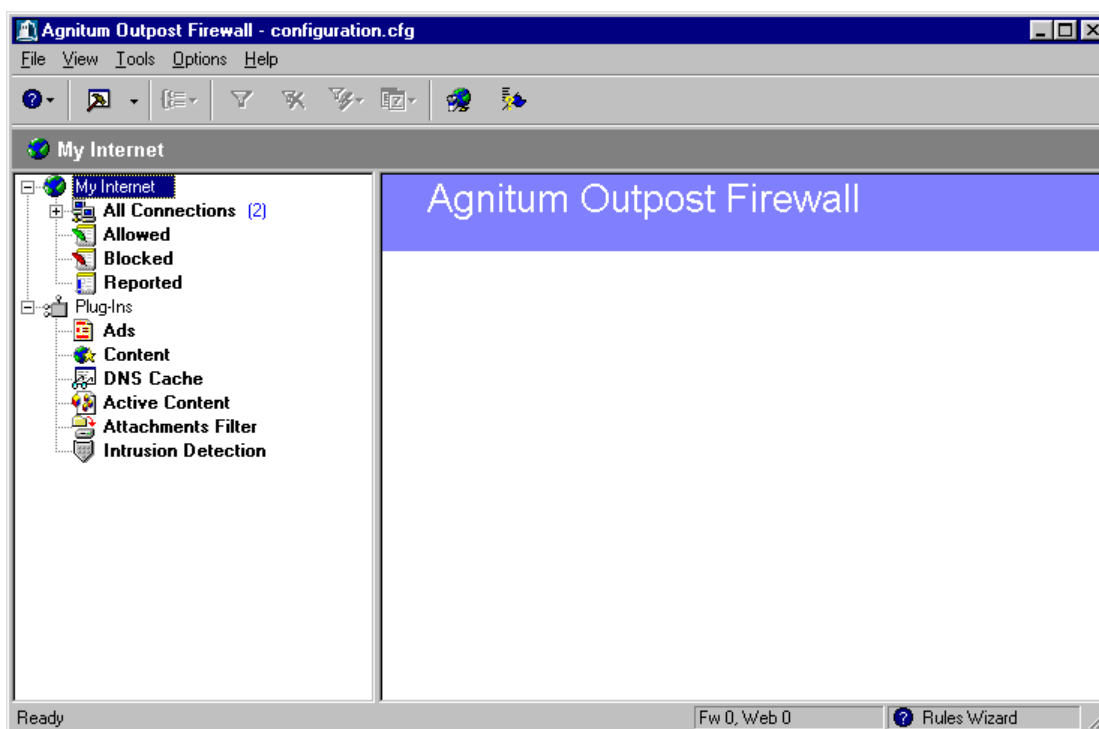 Agnitum Outpost Firewall - configuration.cfg
File View Tools Options Help
My Internet
My Internet
All Connections (2)
Allowed
Blocked
Reported
Plug-Ins
Ads
Content
DNS Cache
Active Content
Attachments Filter
Intrusion Detection
Agnitum Outpost Firewall
Ready
Fw 0, Web 0
Rules Wizard